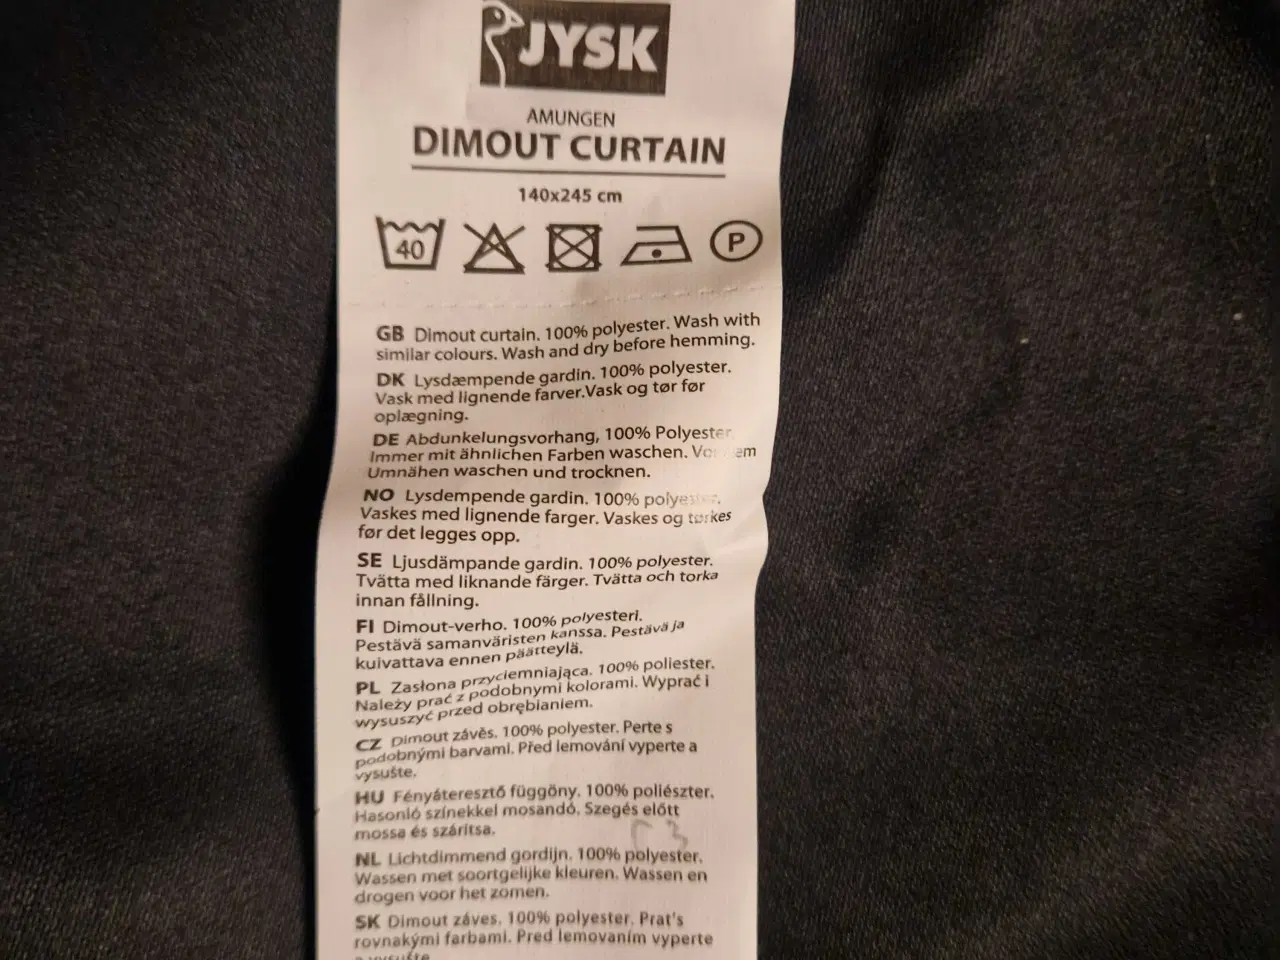 JYSK
AMUNGEN
DIMOUT CURTAIN
140x245 cm
40 P
GB Dimout curtain. 100% polyester. Wash with
similar colours. Wash and dry before hemming.
DK Lysdæmpende gardin. 100% polyester.
Vask med lignende farver.Vask og tør før
oplægning.
DE Abdunkelungsvorhang, 100% Polyester.
Immer mit ähnlichen Farben waschen.
Umnähen waschen und trocknen.
NO Lysdempende gardin. 100% polyester.
Vaskes med lignende farger. Vaskes og tørkes
før det legges opp.
SE Ljusdämpande gardin. 100% polyester.
Tvätta med liknande färger. Tvätta och torka
innan fållning.
FI Dimout-verho. 100% polyesteri.
Pestävä samanväristen kanssa. Pestävä ja
kuivattava ennen päätteylä.
PL Zasłona przyciemniająca. 100% poliester.
Należy prać z podobnymi kolorami. Wyprać i
wysuszyć przed obrębianiem.
CZ Dimout závěs. 100% polyester. Perte s
podobnými barvami. Před lemování vyperte a
vysušte.
HU Fényáteresztő függöny. 100% poliészter.
Hasonló színekkel mosandó. Szegés előtt
mossa és szárítsa.
NL Lichtdimmend gordijn. 100% polyester.
Wassen met soortgelijke kleuren. Wassen en
drogen voor het zomen.
SK Dimout záves. 100% polyester. Prat's
rovnakými farbami. Pred lemovaním vyperte
a vysušte.